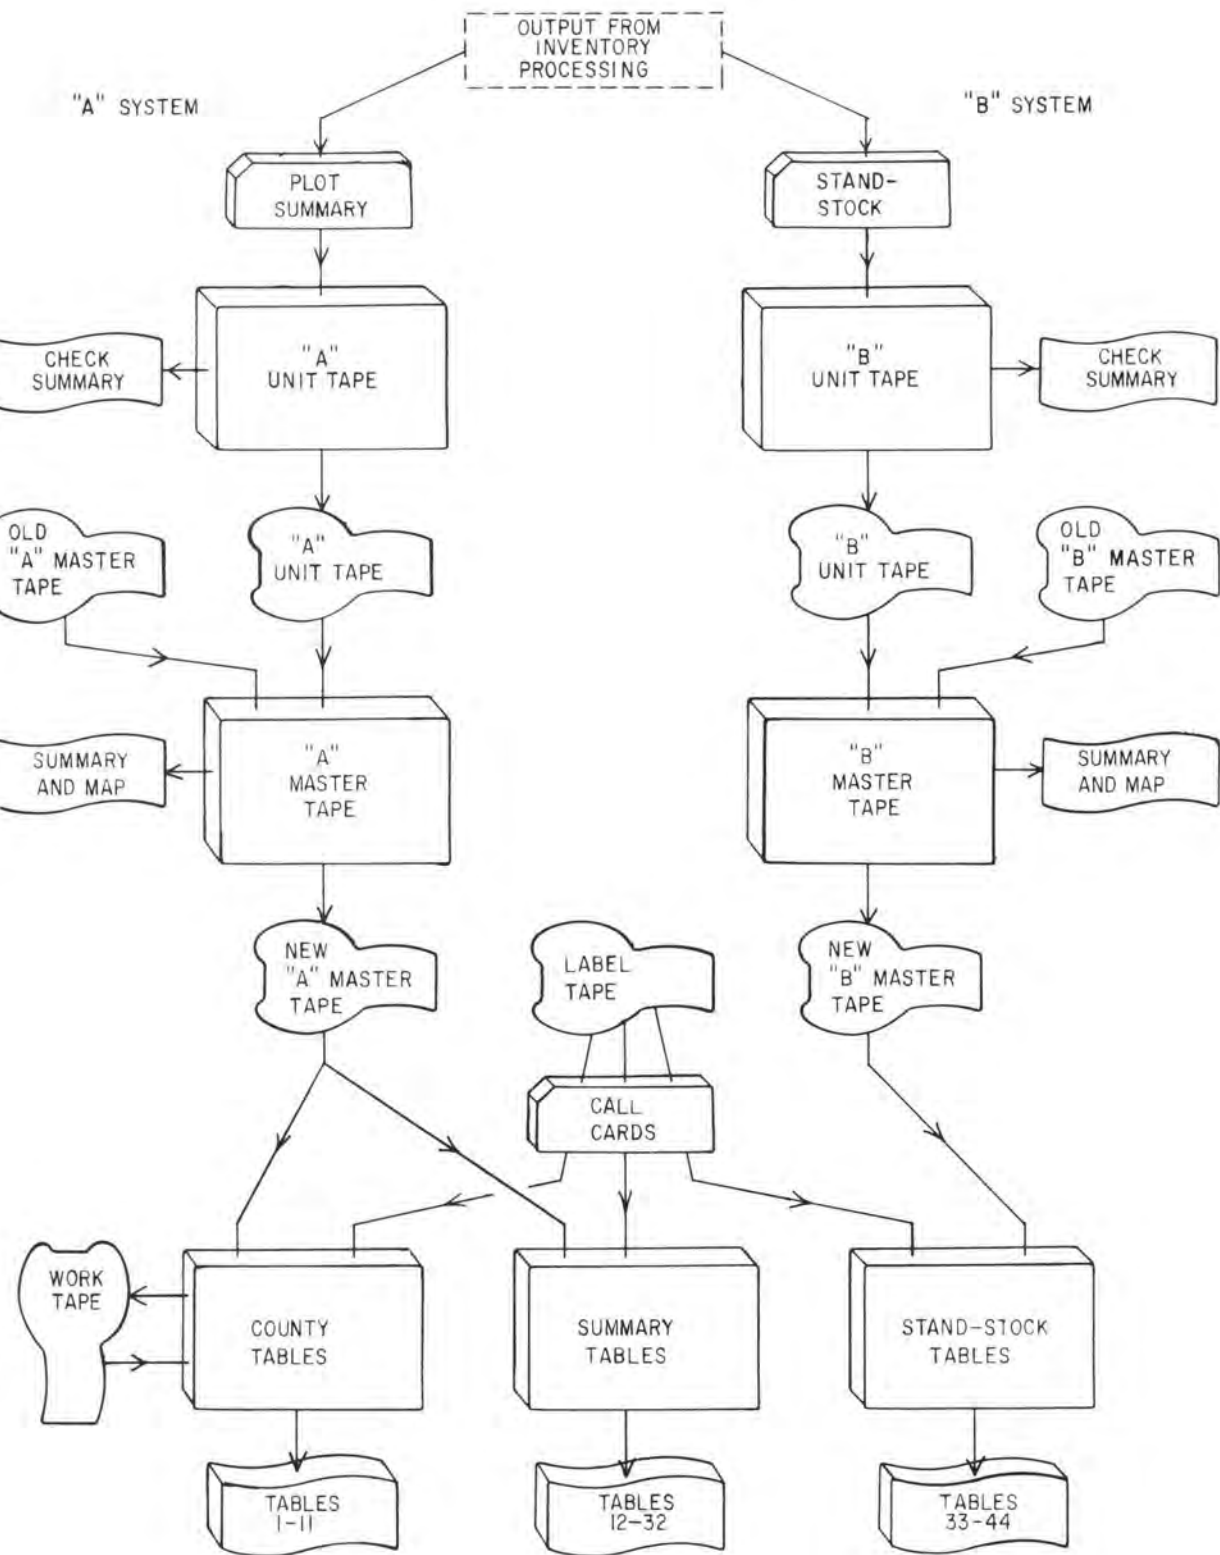 OUTPUT FROM
INVENTORY
PROCESSING
"A" SYSTEM
"B" SYSTEM
PLOT
SUMMARY
STAND-
STOCK
CHECK
SUMMARY
"A"
UNIT TAPE
"B"
UNIT TAPE
CHECK
SUMMARY
OLD
"A" MASTER
TAPE
"A"
UNIT TAPE
"B"
UNIT TAPE
OLD
"B" MASTER
TAPE
SUMMARY
AND MAP
"A"
MASTER
TAPE
"B"
MASTER
TAPE
SUMMARY
AND MAP
NEW
"A" MASTER
TAPE
LABEL
TAPE
NEW
"B" MASTER
TAPE
CALL
CARDS
WORK
TAPE
COUNTY
TABLES
SUMMARY
TABLES
STAND-STOCK
TABLES
TABLES
1-11
TABLES
12-32
TABLES
33-44